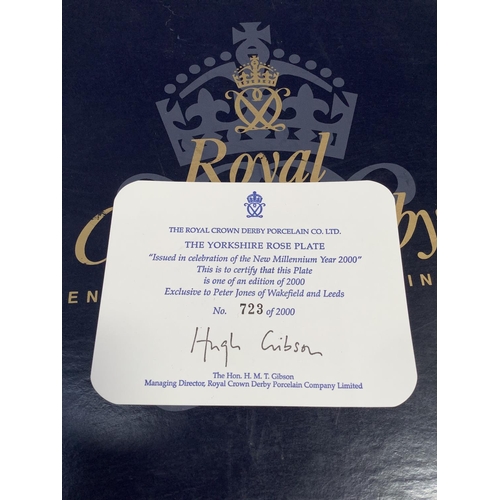 Royal
THE ROYAL CROWN DERBY PORCELAIN CO. LTD.
THE YORKSHIRE ROSE PLATE
"Issued in celebration of the New Millennium Year 2000"
This is to certify that this Plate
is one of an edition of 2000
Exclusive to Peter Jones of Wakefield and Leeds
No. 723 of 2000
Hugh Gibson
The Hon. H. M. T. Gibson
Managing Director, Royal Crown Derby Porcelain Company Limited